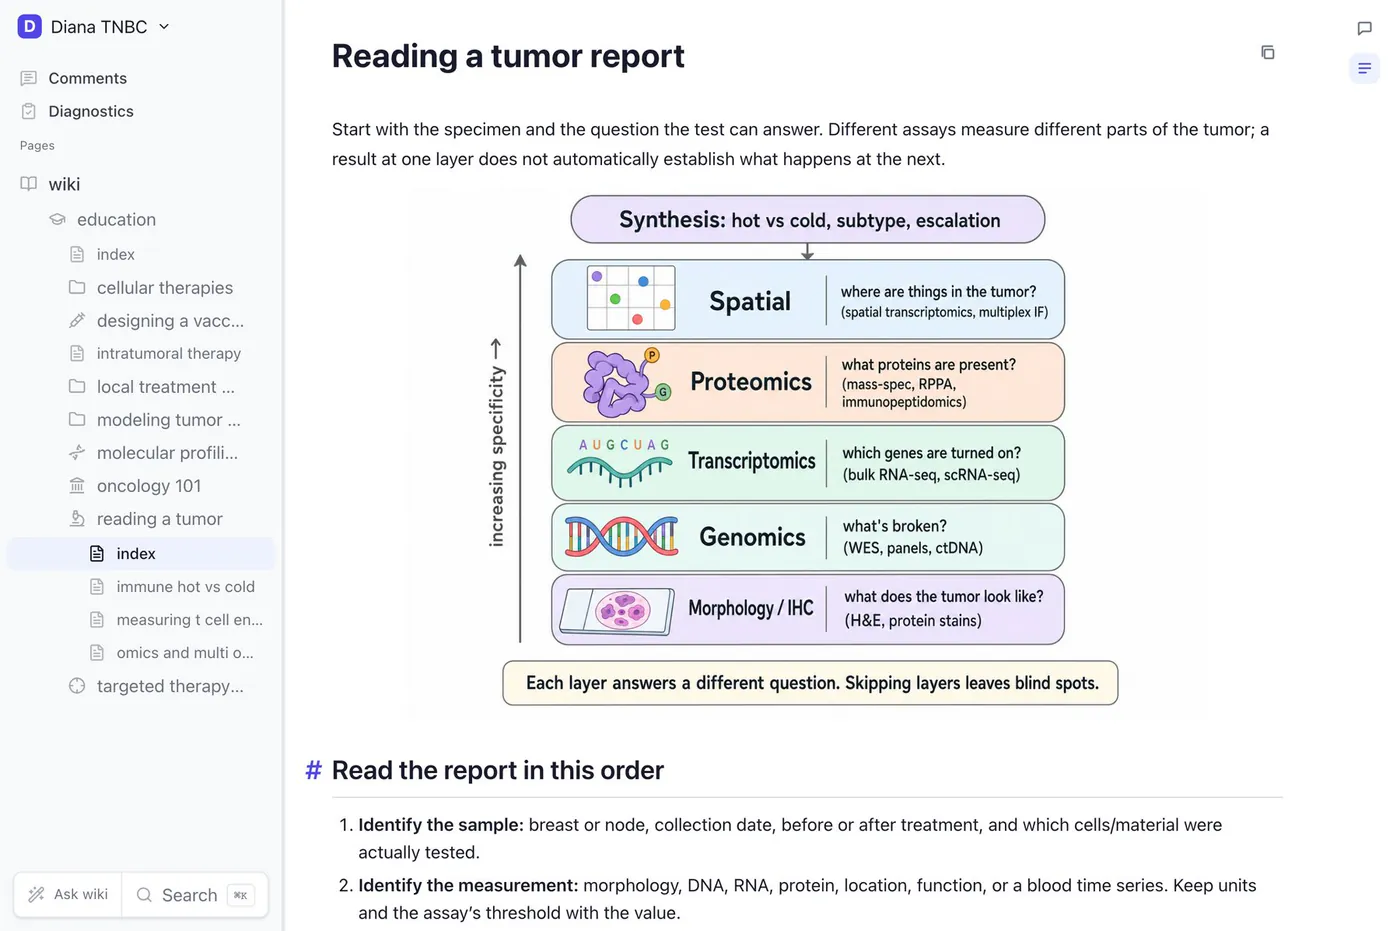 D Diana TNBC
Comments
Diagnostics
Pages
wiki
education
index
cellular therapies
designing a vacc...
intratumoral therapy
local treatment ...
modeling tumor ...
molecular profili...
oncology 101
reading a tumor
index
immune hot vs cold
measuring t cell en...
omics and multi o...
targeted therapy...
Ask wiki
Search ⌘K
Reading a tumor report
Start with the specimen and the question the test can answer. Different assays measure different parts of the tumor; a
result at one layer does not automatically establish what happens at the next.
Synthesis: hot vs cold, subtype, escalation
increasing specificity →
Spatial
where are things in the tumor?
(spatial transcriptomics, multiplex IF)
P
G
Proteomics
what proteins are present?
(mass-spec, RPPA,
immunopeptidomics)
A U G C U A G
Transcriptomics
which genes are turned on?
(bulk RNA-seq, scRNA-seq)
Genomics
what's broken?
(WES, panels, ctDNA)
Morphology / IHC
what does the tumor look like?
(H&E, protein stains)
Each layer answers a different question. Skipping layers leaves blind spots.
# Read the report in this order
1. Identify the sample: breast or node, collection date, before or after treatment, and which cells/material were
actually tested.
2. Identify the measurement: morphology, DNA, RNA, protein, location, function, or a blood time series. Keep units
and the assay’s threshold with the value.